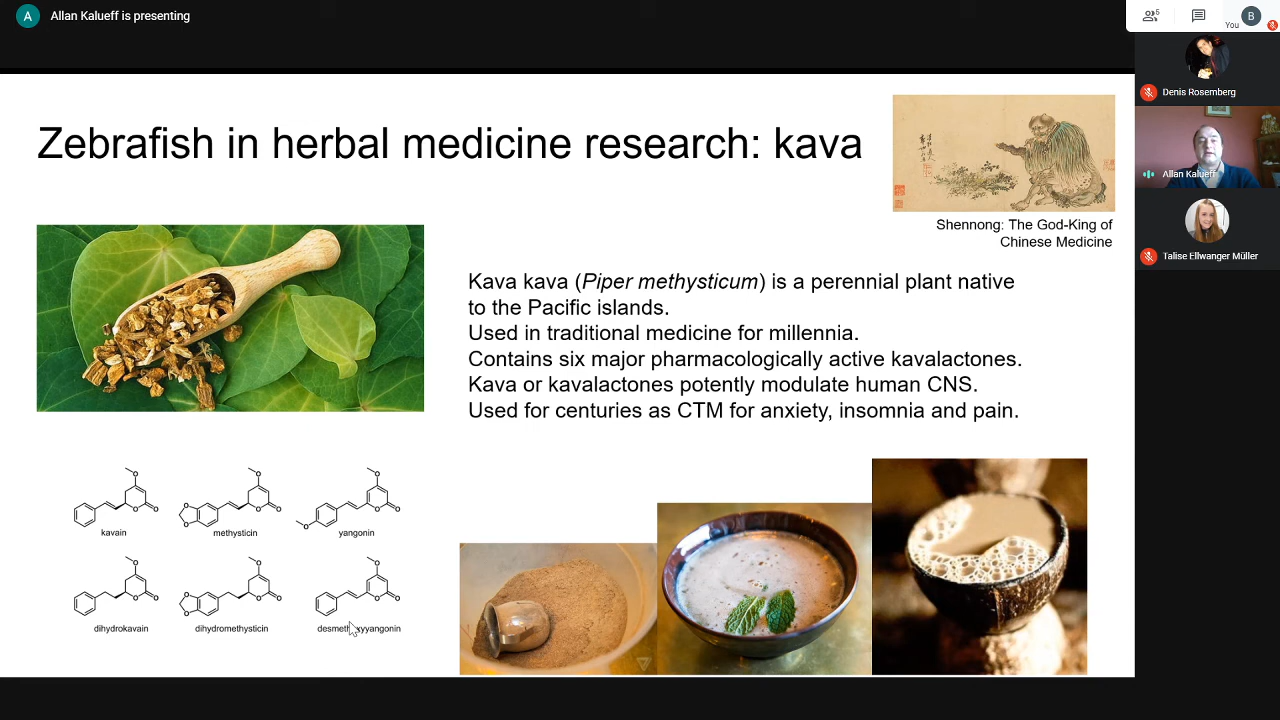 A
Allan Kalueff is presenting
5
You
B
Denis Rosemberg
Allan Kalueff
Talise Ellwanger Müller
Zebrafish in herbal medicine research: kava
Shennong: The God-King of
Chinese Medicine
Kava kava (Piper methysticum) is a perennial plant native
to the Pacific islands.
Used in traditional medicine for millennia.
Contains six major pharmacologically active kavalactones.
Kava or kavalactones potently modulate human CNS.
Used for centuries as CTM for anxiety, insomnia and pain.
kavain
methysticin
yangonin
dihydrokavain
dihydromethysticin